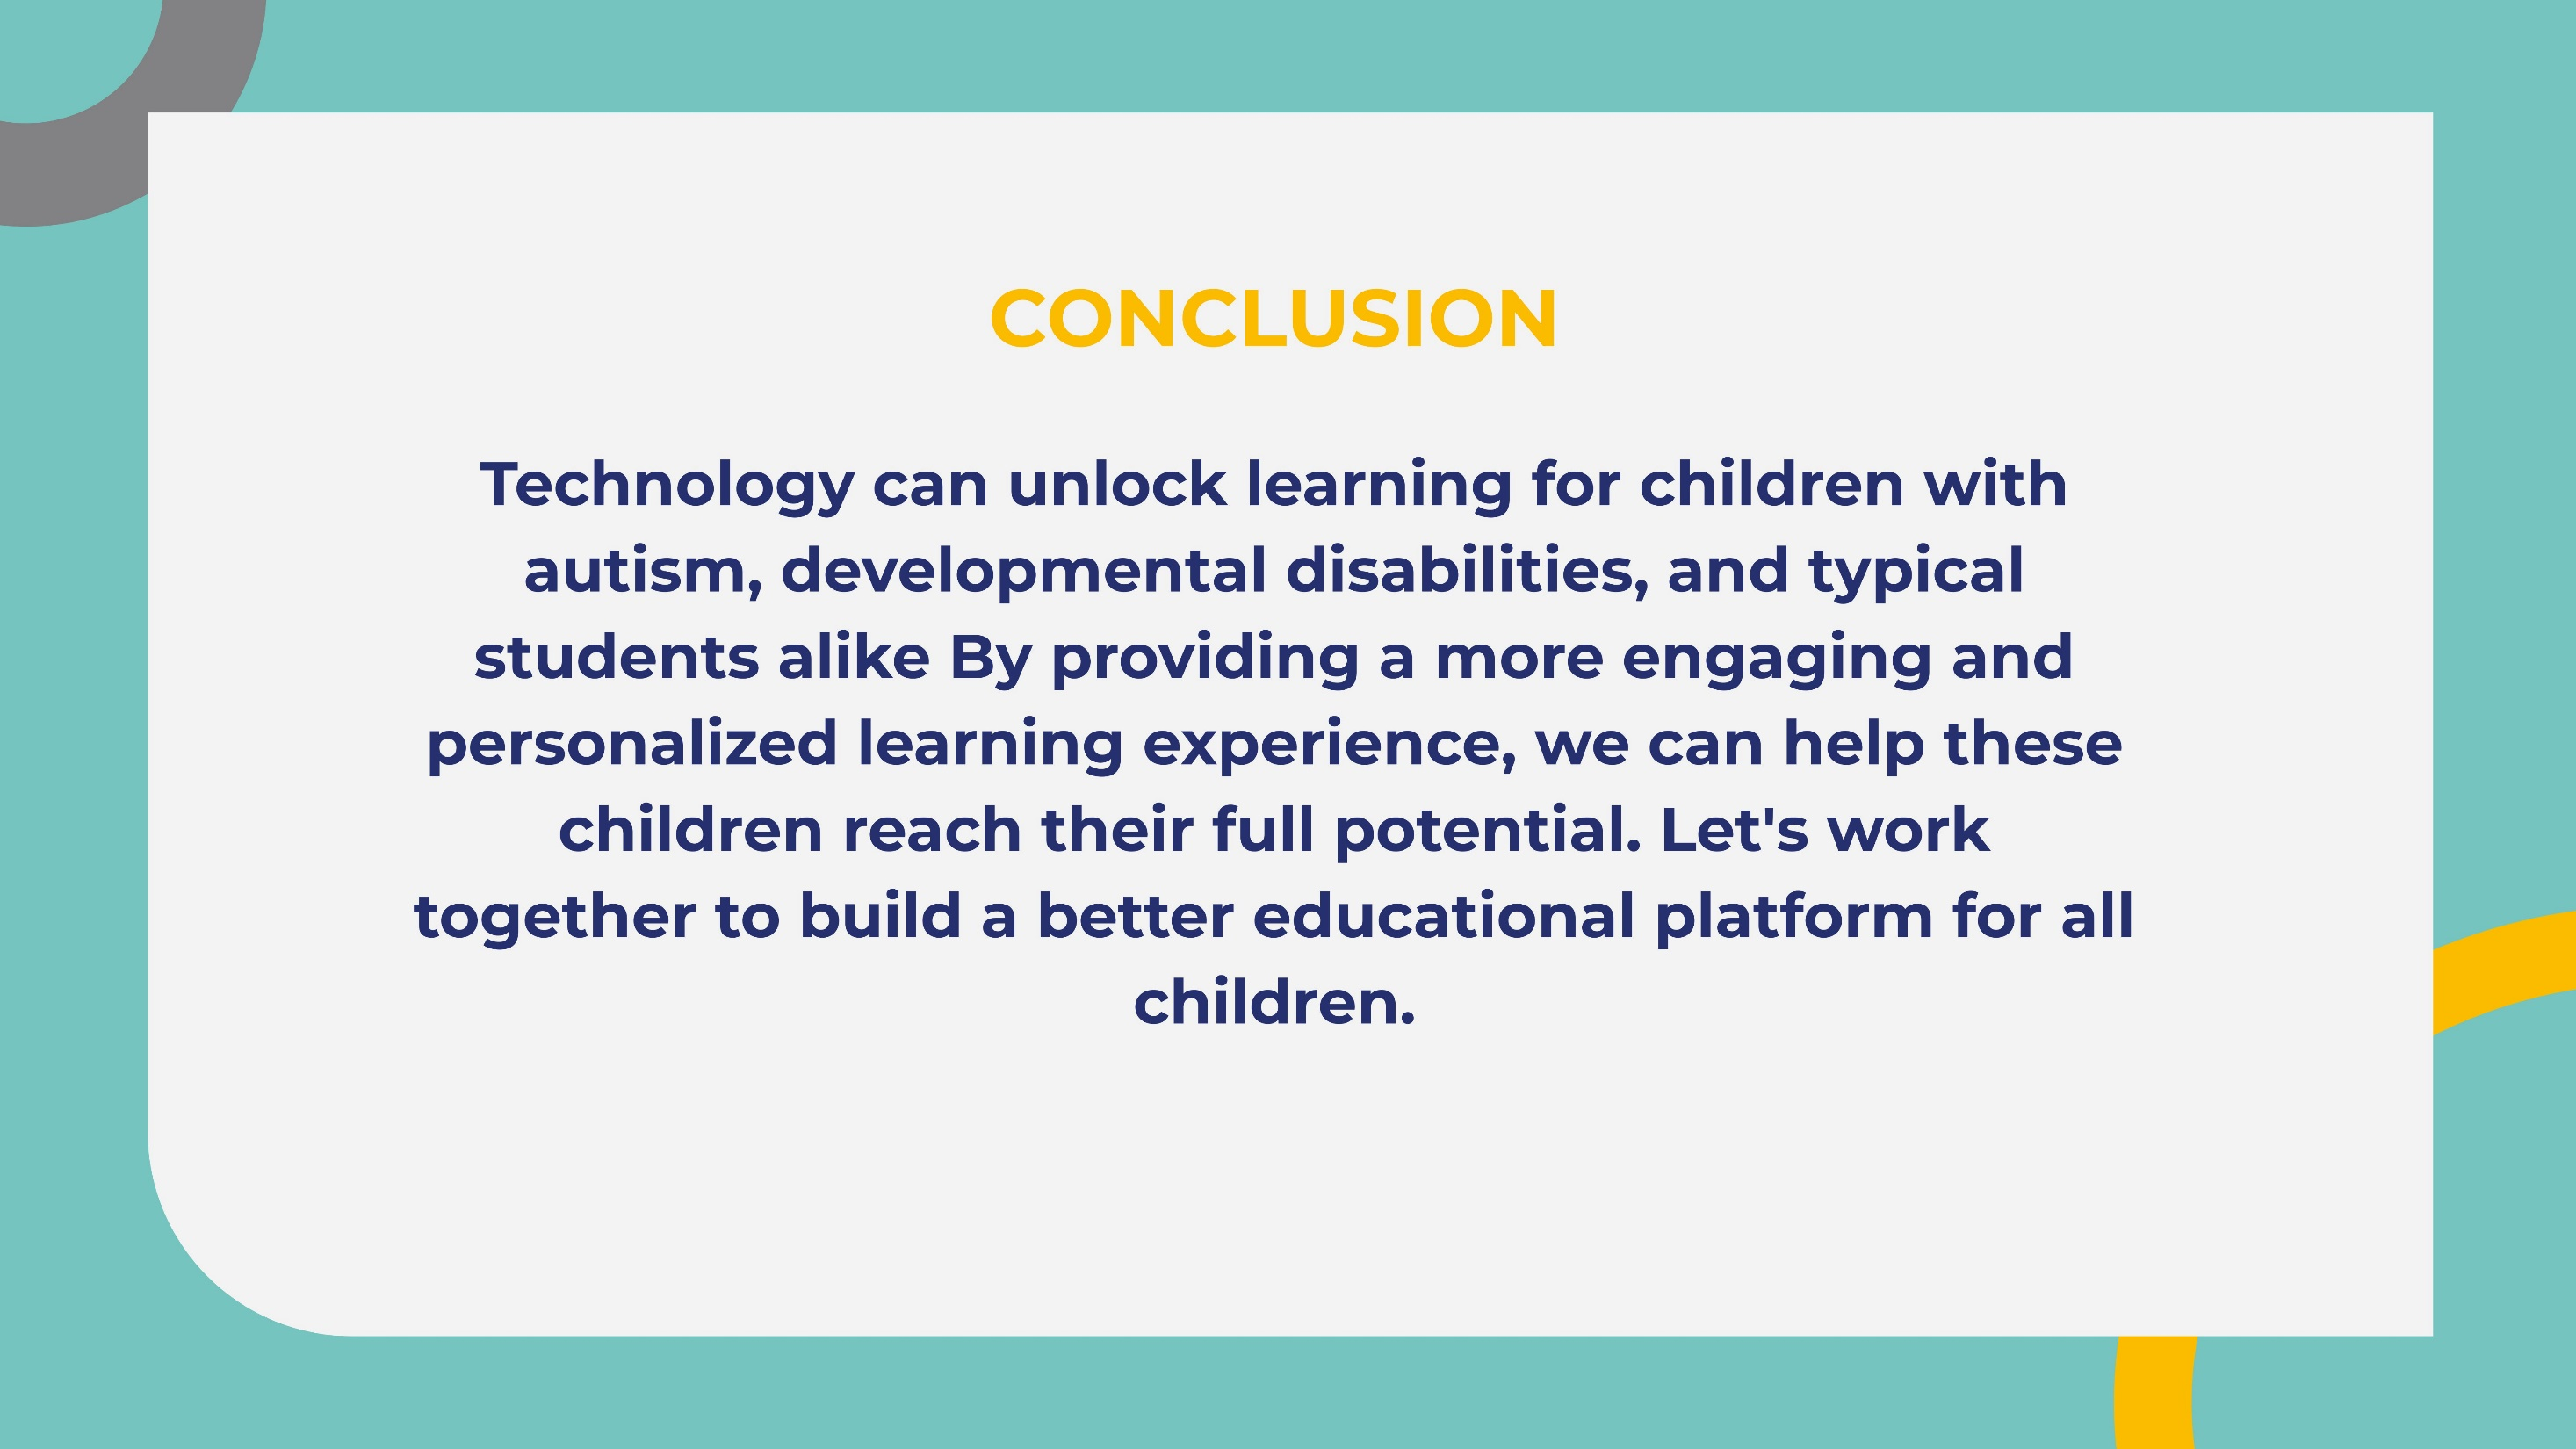 CONCLUSION
Technology can unlock learning for children with
autism, developmental disabilities, and typical
students alike By providing a more engaging and
personalized learning experience, we can help these
children reach their full potential. Let's work
together to build a better educational platform for all
children.